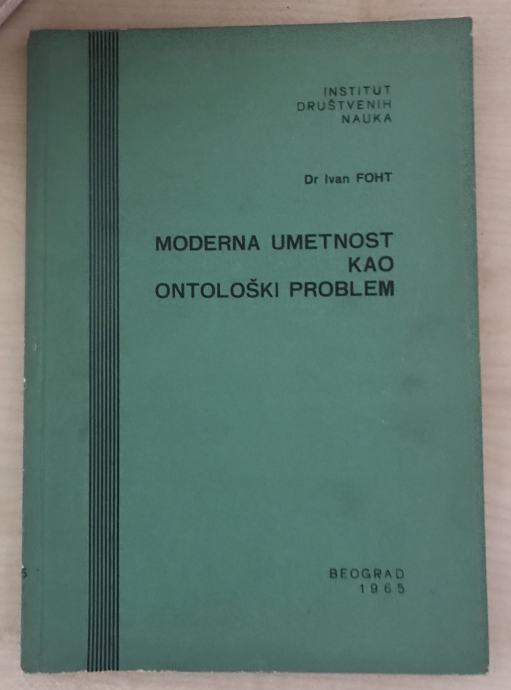 INSTITUT
DRUŠTVENIH
NAUKA
Dr Ivan FOHT
MODERNA UMETNOST
KAO
ONTOLOŠKI PROBLEM
BEOGRAD
1965